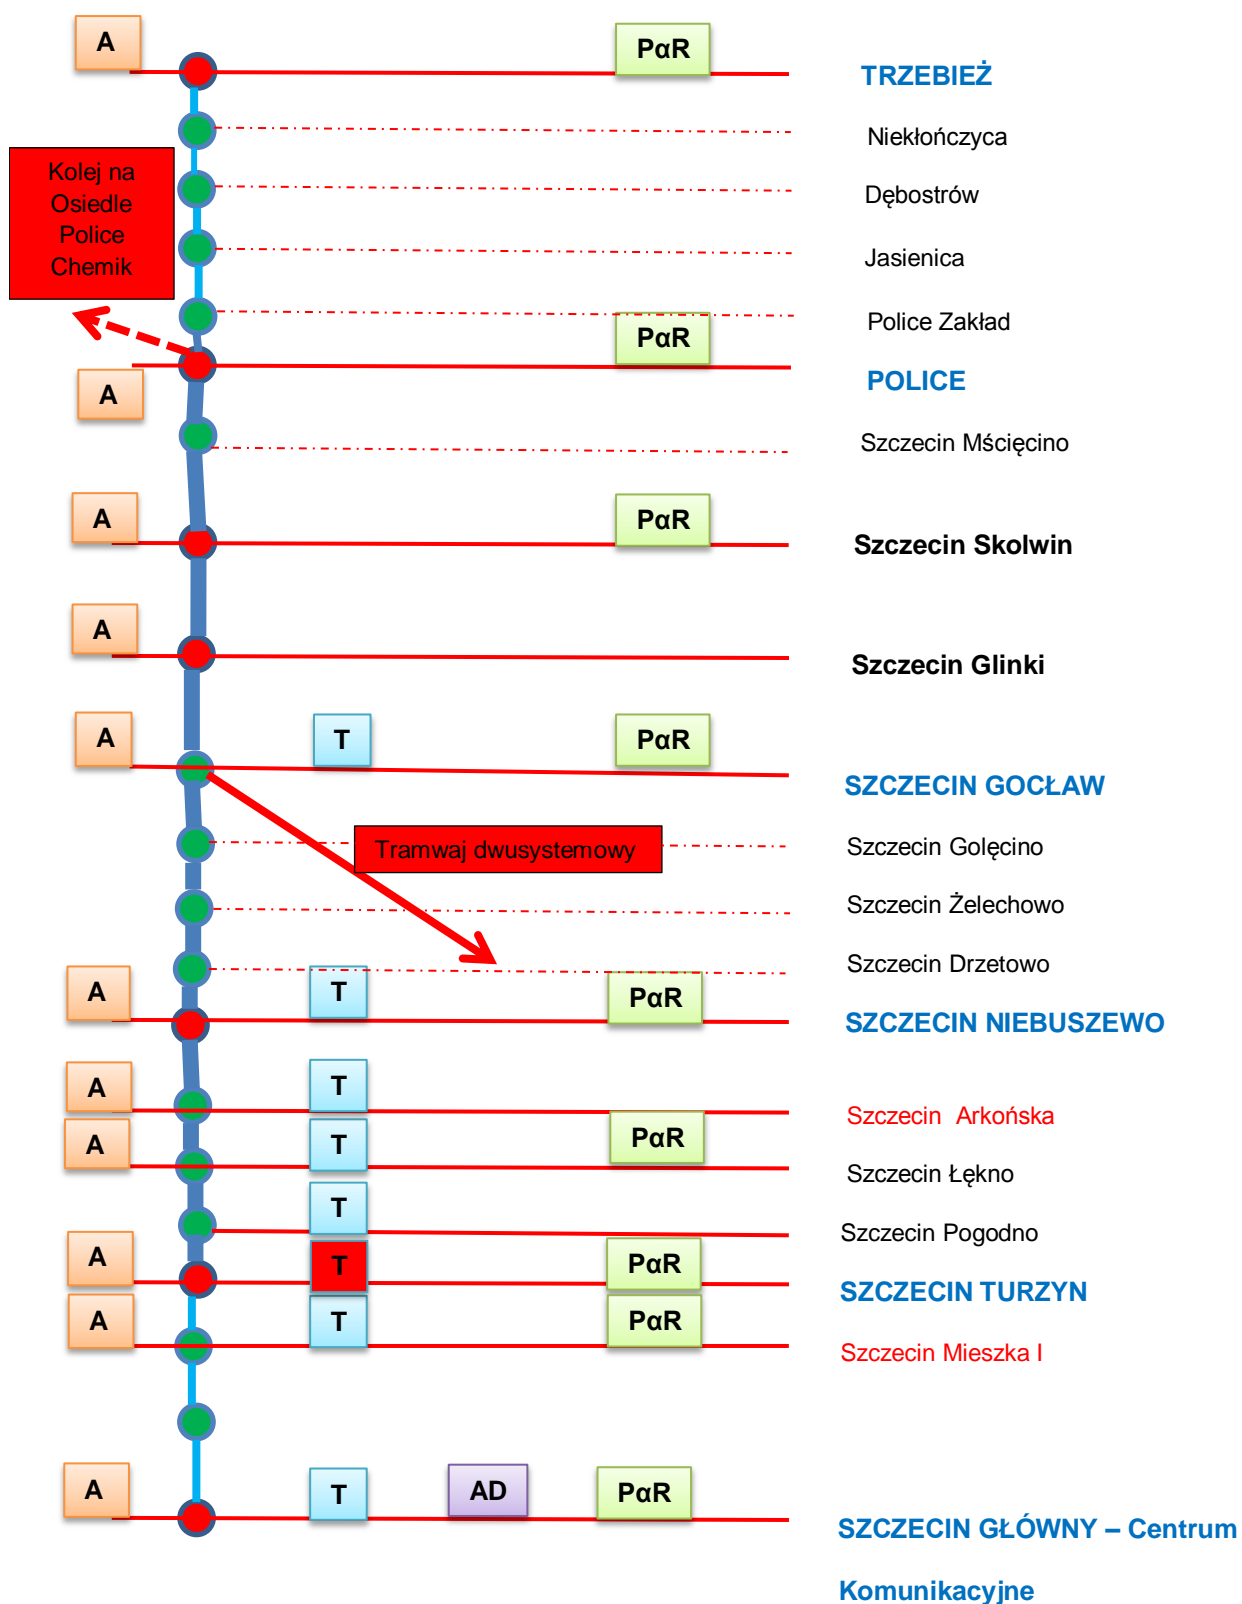 A
PαR
TRZEBIEŻ
Niekłończyca
Kolej na
Osiedle
Police
Chemik
Dębostrów
Jasienica
Police Zakład
PαR
A
POLICE
Szczecin Mścięcino
A
PαR
Szczecin Skolwin
A
Szczecin Glinki
A
T
PαR
SZCZECIN GOCŁAW
Tramwaj dwusystemowy
Szczecin Golęcino
Szczecin Żelechowo
Szczecin Drzetowo
A
T
PαR
SZCZECIN NIEBUSZEWO
A
T
Szczecin  Arkońska
A
T
PαR
Szczecin Łękno
T
Szczecin Pogodno
A
T
PαR
SZCZECIN TURZYN
A
T
PαR
Szczecin Mieszka I
A
T
AD
PαR
SZCZECIN GŁÓWNY – Centrum
Komunikacyjne